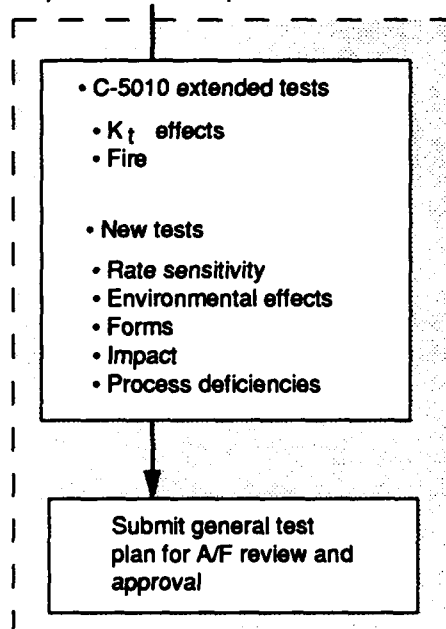 • C-5010 extended tests
• Kt effects
• Fire
• New tests
• Rate sensitivity
• Environmental effects
• Forms
• Impact
• Process deficiencies
Submit general test
plan for A/F review and
approval